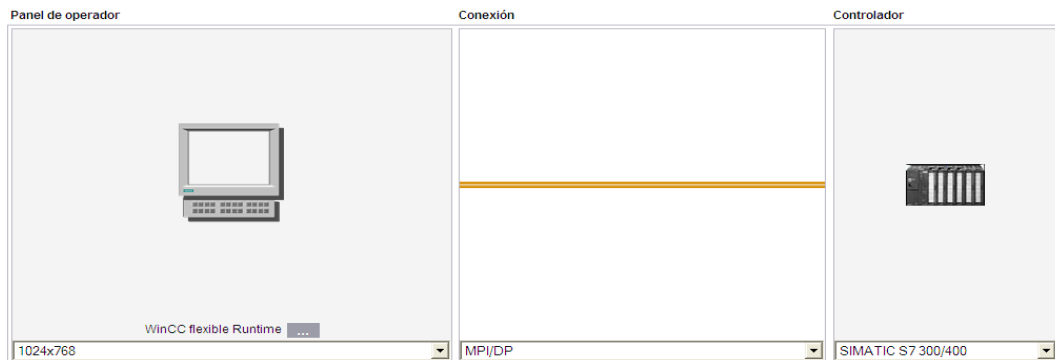 Panel de operador Conexión Controlador
WinCC flexible Runtime ...
1024x768 MPI/DP SIMATIC S7 300/400